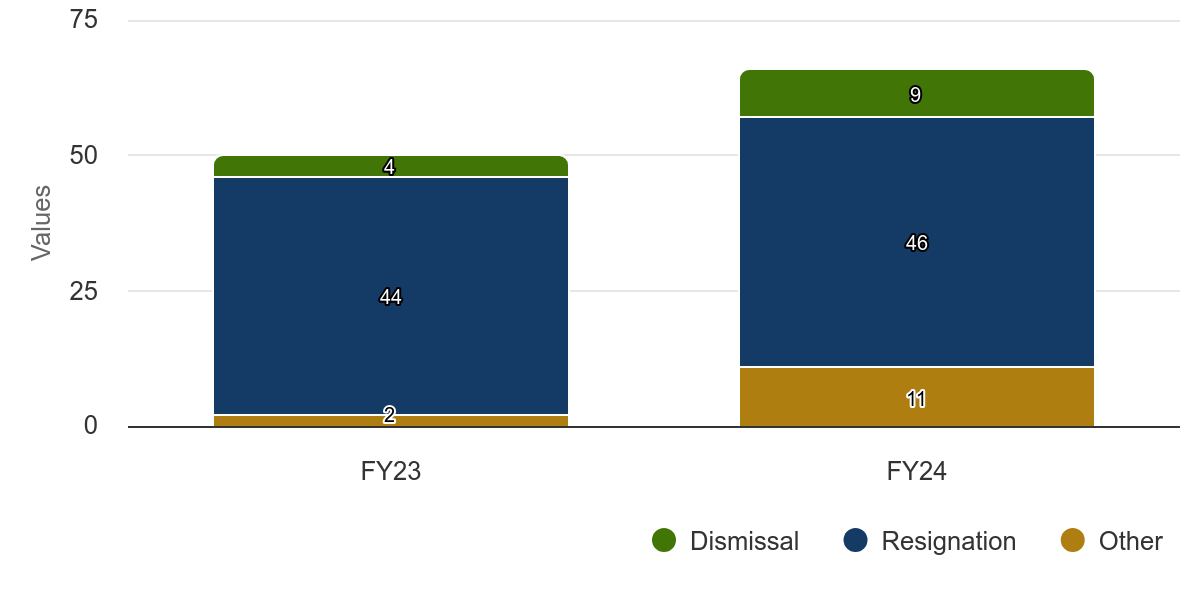 75
50
25
0
Values
4
44
2
9
46
11
FY23
FY24
Dismissal
Resignation
Other